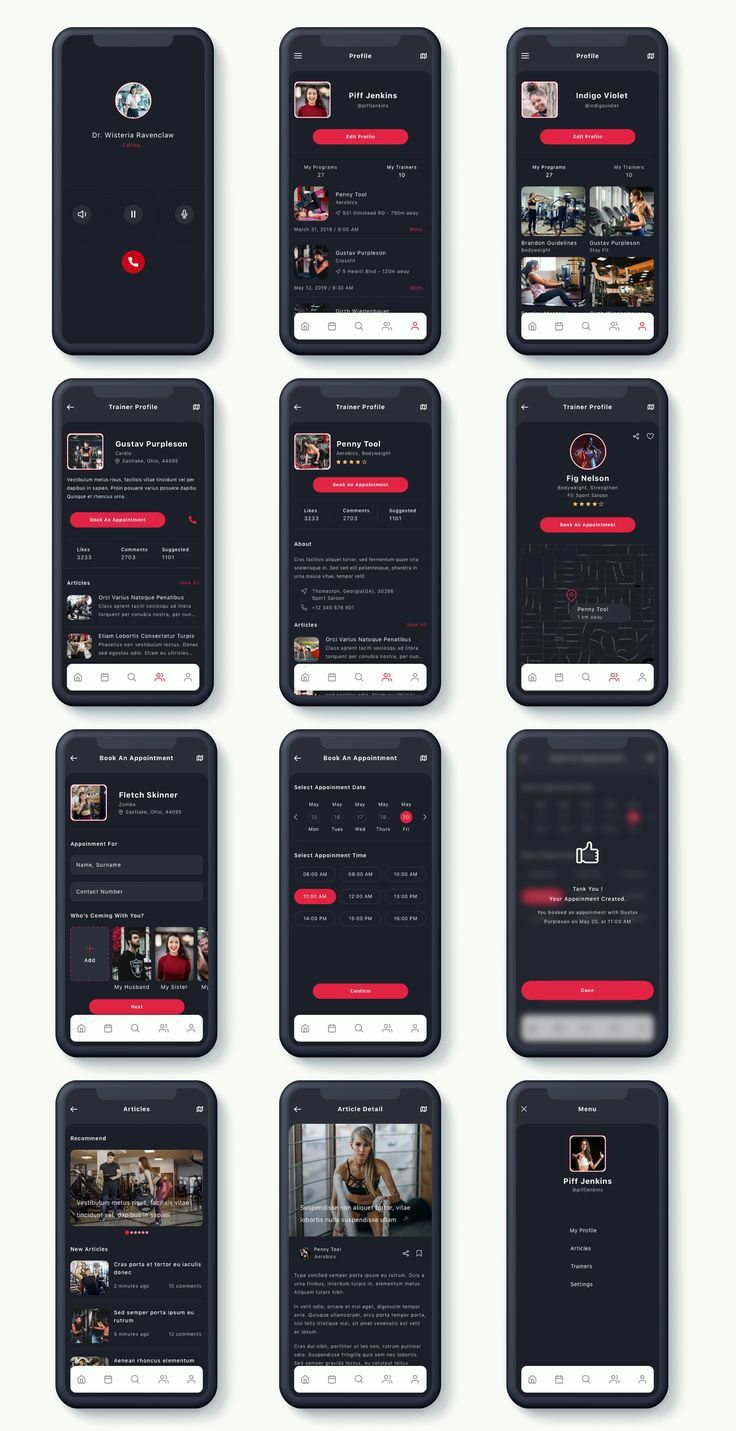 Dr. Wisteria Ravenclaw
Calling..
Profile
Piff Jenkins
@piffjenkins
Edit Profile
My Programs
27
My Trainers
10
Penny Tool
Aerobics
931 Olmstead RD - 750m away
March 31, 2019 / 9:00 AM
More..
Gustav Purpleson
Crossfit
5 Hewitt Blvd - 120m away
May 12, 2019 / 9:30 AM
More..
Girth Wiedenbauer
Profile
Indigo Violet
@indigoviolet
Edit Profile
My Programs
27
My Trainers
10
Brandon Guidelines
Bodyweight
Gustav Purpleson
Stay Fit
Trainer Profile
Gustav Purpleson
Cardio
Eastlake, Ohio, 44095
Vestibulum metus risus, facilisis vitae tincidunt vel per
dapibus in sapien. Proin posuere varius posuere dapibu
Quisque et rhoncus urna.
Book An Appointment
Likes
3233
Comments
2703
Suggested
1101
Articles
View All
Orci Varius Natoque Penatibus
Class aptent taciti sociosqu ad litora
torquent per conubia nostra, per nun...
Etiam Lobortis Consectetur Turpis
Phasellus non vestibulum lectus. Donec
sed egestas odio. Etiam eu ultricies...
Trainer Profile
Penny Tool
Aerobics, Bodyweight
Book An Appointment
Likes
3233
Comments
2703
Suggested
1101
About
Cras facilisis aliquet tortor, sed fermentum quam vita
scelerisque in. Sed sed elit pellentesque, pharetra in
urna massa vitae, tempor velit.
Thomaston, Georgia(GA), 30286
Sport Saloon
+12 345 678 901
Articles
View All
Orci Varius Natoque Penatibus
Class aptent taciti sociosqu ad litora
torquent per conubia nostra, per nun...
Trainer Profile
Fig Nelson
Bodyweight, Strengthen
Fit Sport Saloon
Book An Appointment
Penny Tool
1 km away
Book An Appointment
Fletch Skinner
Zumba
Eastlake, Ohio, 44095
Appoinment For
Name, Surname
Contact Number
Who's Coming With You?
Add
My Husband
My Sister
My
Next
Book An Appointment
Select Appoinment Date
May
May
May
May
May
15
16
17
18
20
Mon
Tues
Wed
Thurs
Fri
Select Appoinment Time
08:00 AM
09:00 AM
10:00 AM
11:00 AM
12:00 AM
13:00 PM
14:00 PM
15:00 PM
16:00 PM
Confirm
Tank You !
Your Appoinment Created.
You booked an appointment with Gustav
Purpleson on May 20, at 11:00 AM
Done
Articles
Recommend
Vestibulum metus risus, facilisis vitae
tincidunt vel, dapibus in sapien
New Articles
Cras porta et tortor eu iaculis
donec
2 minutes ago
10 comments
Sed semper porta ipsum eu
rutrum
5 minutes ago
12 comments
Aenean rhoncus elementum
Article Detail
Suspendisse non aliquet tortor, vitae
lobortis nulla suspendisse ullam
Penny Tool
Aerobics
Type somSed semper porta ipsum eu rutrum. Duis a
urna finibus, interdum turpis in, elementum metus.
Aliquam turpis nibh.
In velit odio, ornare et nisl eget, dignissim tempor
ante. Quisque ullamcorper, arcu porta tempor porta,
nisi felis tristique nisl, sit amet venenatis est velit
ac ipsum.
Cras dui nibh, porttitor ut leo non, rutrum pulvinar
odio. Suspendisse fringilla quis sem nec commodo.
Sed semper gravida lectus, eu volutpat tellus
Menu
Piff Jenkins
@piffjenkins
My Profile
Articles
Trainers
Settings